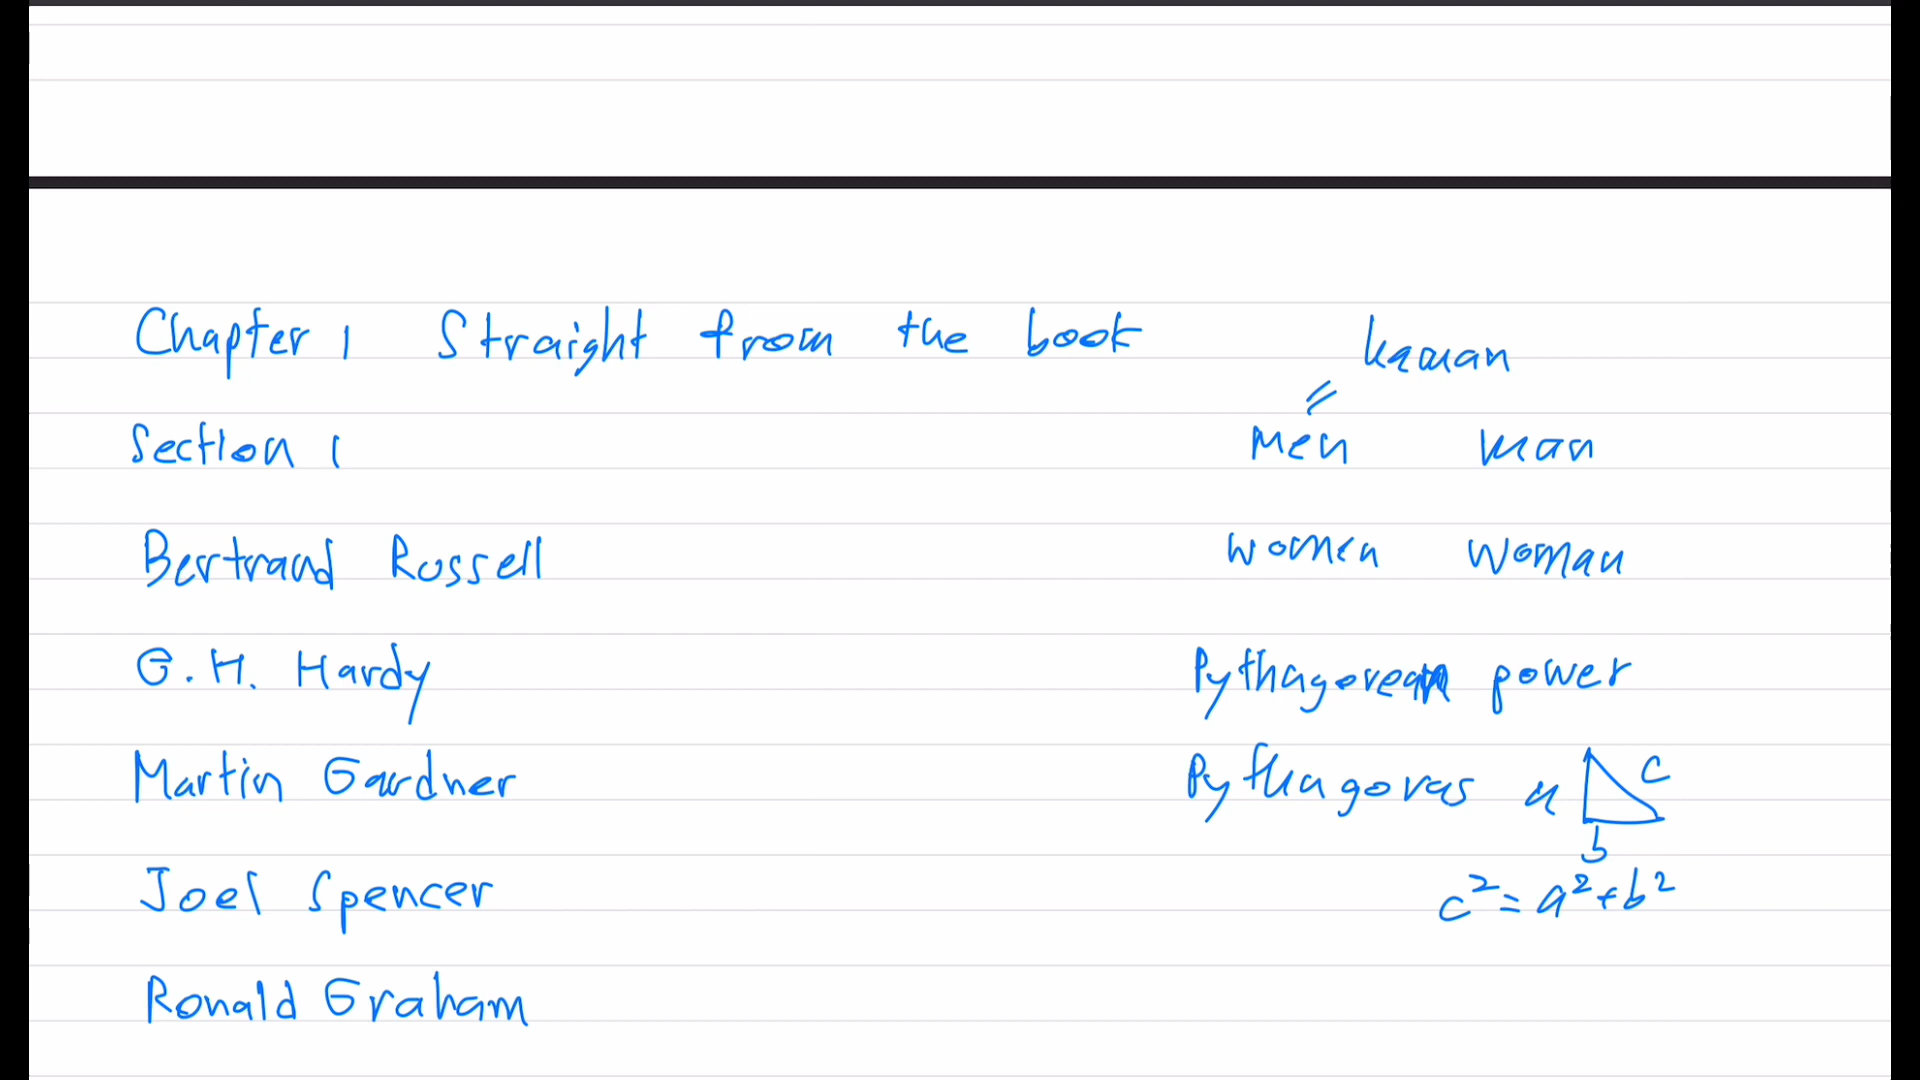 Chapter 1 Straight from the book
Section 1
Bertrand Russell
G.H. Hardy
Martin Gardner
Joel Spencer
Ronald Graham
=
men man
women woman
Pythagorean power
Pythagoras a c
b
c² = a² + b²